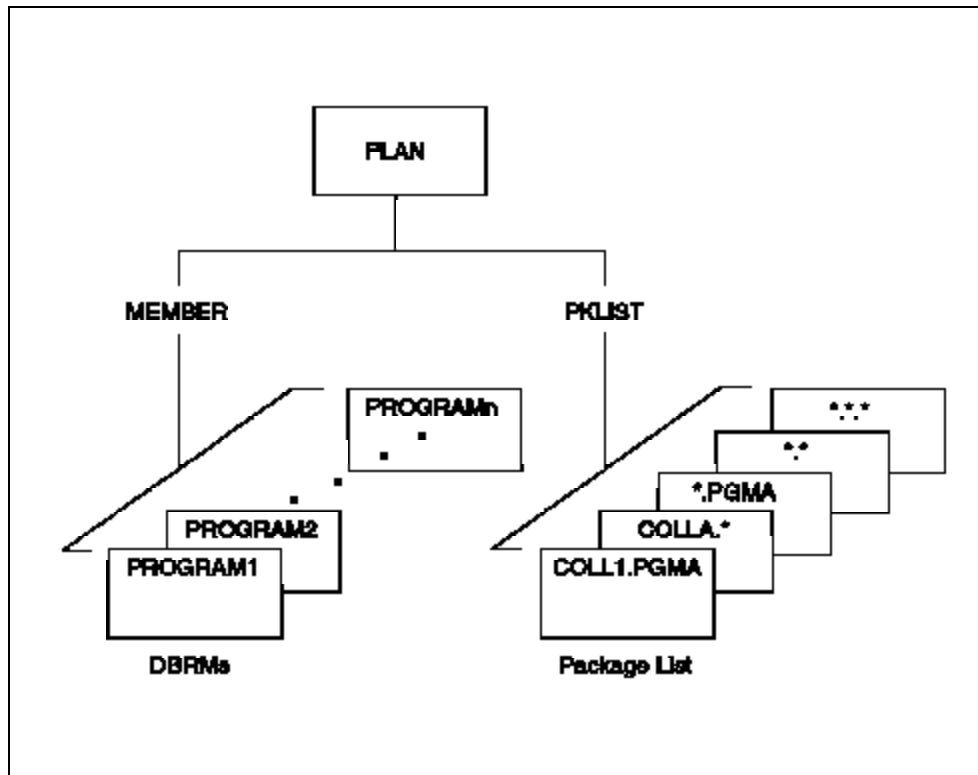 PLAN
MEMBER
PKLIST
PROGRAMn
PROGRAM2
PROGRAM1
DBRMs
*.*.*
*.*
*.PGMA
COLLA.*
COLL1.PGMA
Package List